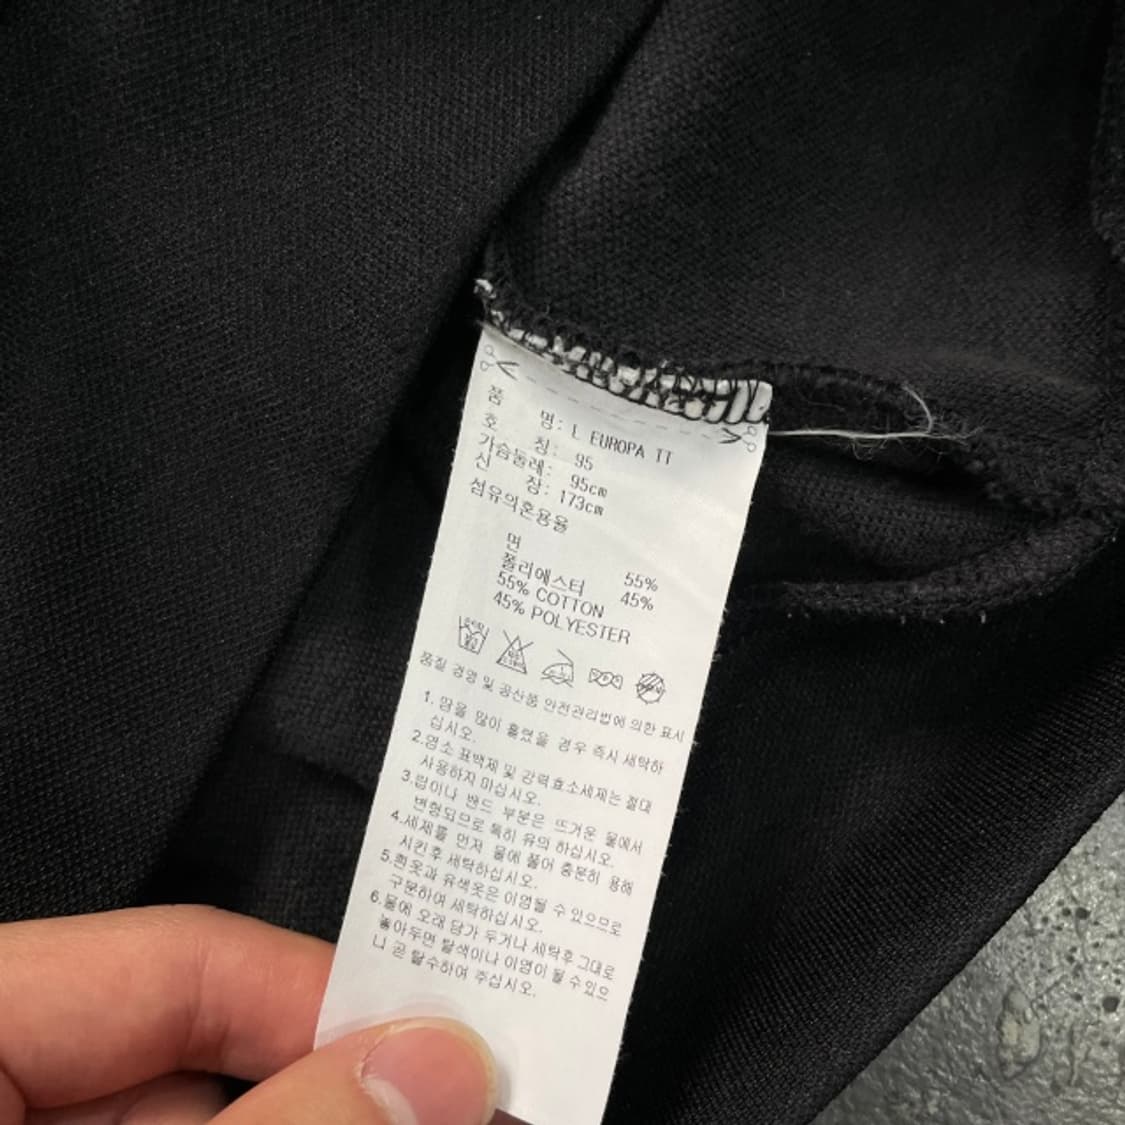 품 명: L EUROPA TT
호 칭: 95
가슴둘레: 95cm
신 장: 173cm
섬유의혼용율
면 55%
폴리에스터 45%
55% COTTON
45% POLYESTER
품질 경영 및 공산품 안전관리법에 의한 표시
1. 땀을 많이 흘렸을 경우 즉시 세탁하
십시오.
2.염소 표백제 및 강력효소세제는 절대
사용하지 마십시오.
3.립이나 밴드 부분은 뜨거운 물에서
변형되므로 특히 유의 하십시오.
4.세제를 먼저 물에 풀어 충분히 용해
시킨후 세탁하십시오.
5.흰옷과 유색옷은 이염될 수 있으므로
구분하여 세탁하십시오.
6.물에 오래 담가 두거나 세탁후 그대로
놓아두면 탈색이나 이염이 될 수 있으
니 곧 탈수하여 주십시오.